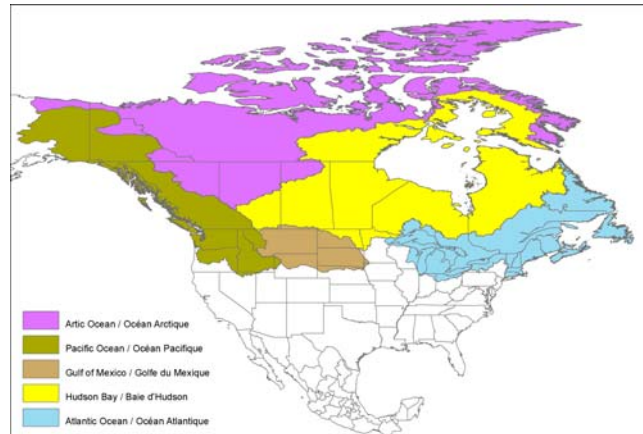 Artic Ocean / Océan Arctique
Pacific Ocean / Océan Pacifique
Gulf of Mexico / Golfe du Mexique
Hudson Bay / Baie d'Hudson
Atlantic Ocean / Océan Atlantique